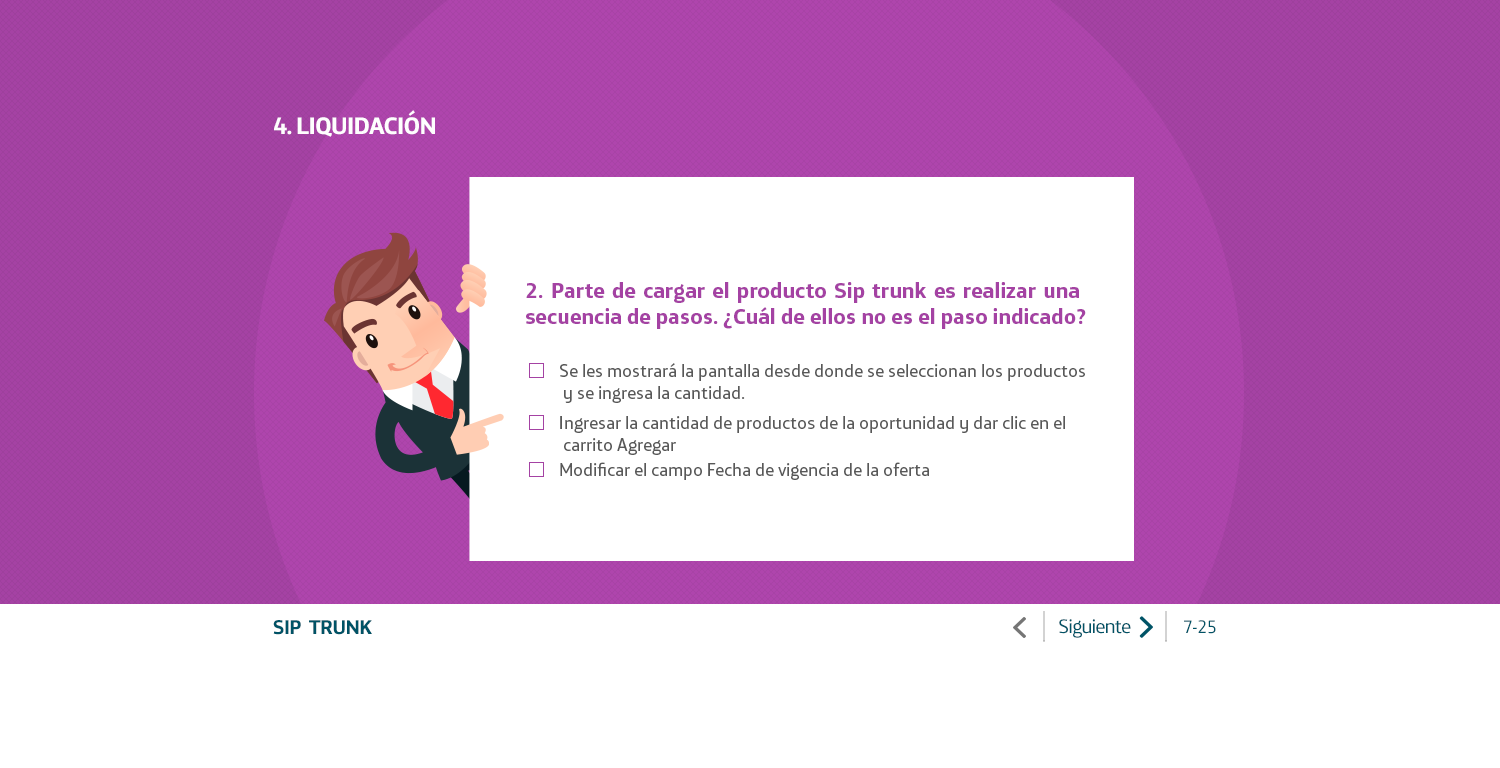 4. LIQUIDACIÓN
2. Parte de cargar el producto Sip trunk es realizar una
secuencia de pasos. ¿Cuál de ellos no es el paso indicado?
Se les mostrará la pantalla desde donde se seleccionan los productos
y se ingresa la cantidad.
Ingresar la cantidad de productos de la oportunidad y dar clic en el
carrito Agregar
Modificar el campo Fecha de vigencia de la oferta
SIP TRUNK
Siguiente
7-25